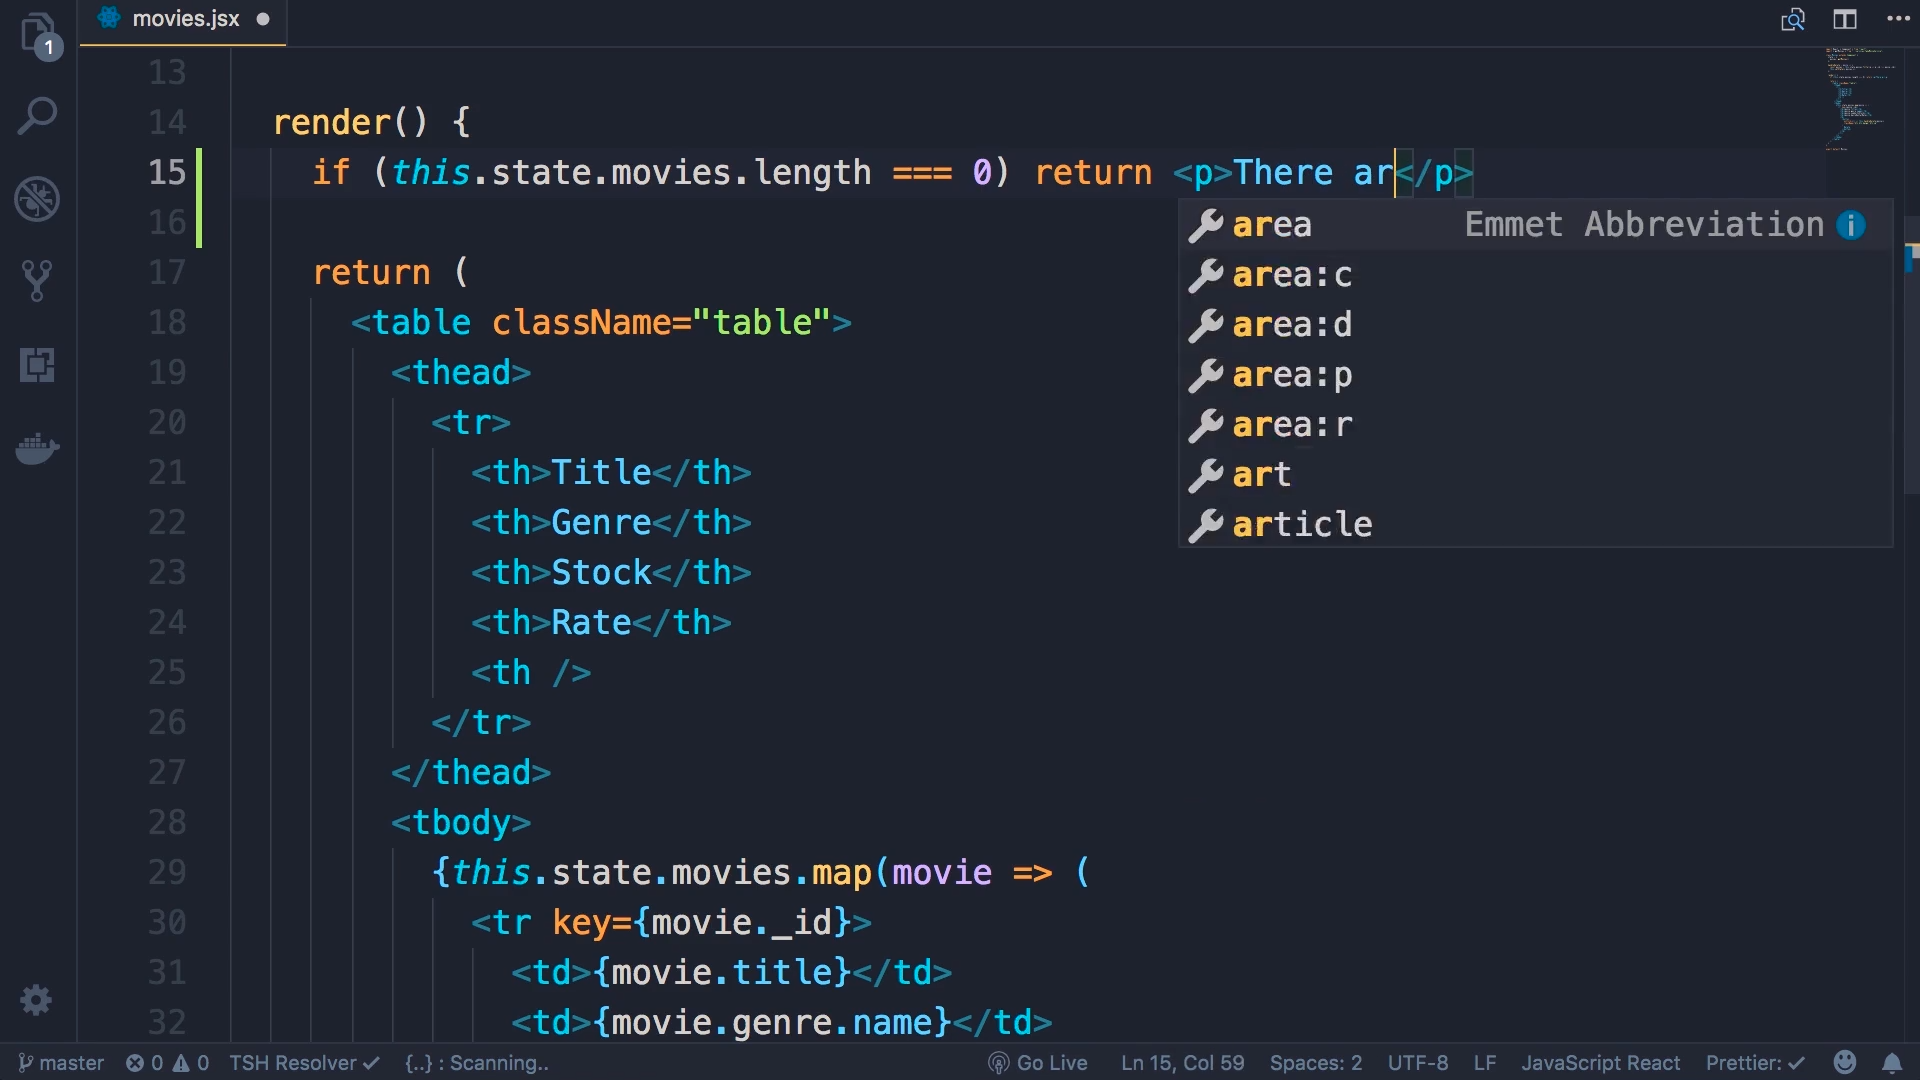 1
movies.jsx
13
14 render() {
15 if (this.state.movies.length === 0) return <p>There ar</p>
16
17 return (
18 <table className="table">
19 <thead>
20 <tr>
21 <th>Title</th>
22 <th>Genre</th>
23 <th>Stock</th>
24 <th>Rate</th>
25 <th />
26 </tr>
27 </thead>
28 <tbody>
29 {this.state.movies.map(movie => (
30 <tr key={movie._id}>
31 <td>{movie.title}</td>
32 <td>{movie.genre.name}</td>
area Emmet Abbreviation
area:c
area:d
area:p
area:r
art
article
master 0 0 TSH Resolver {..} : Scanning.. Go Live Ln 15, Col 59 Spaces: 2 UTF-8 LF JavaScript React Prettier: